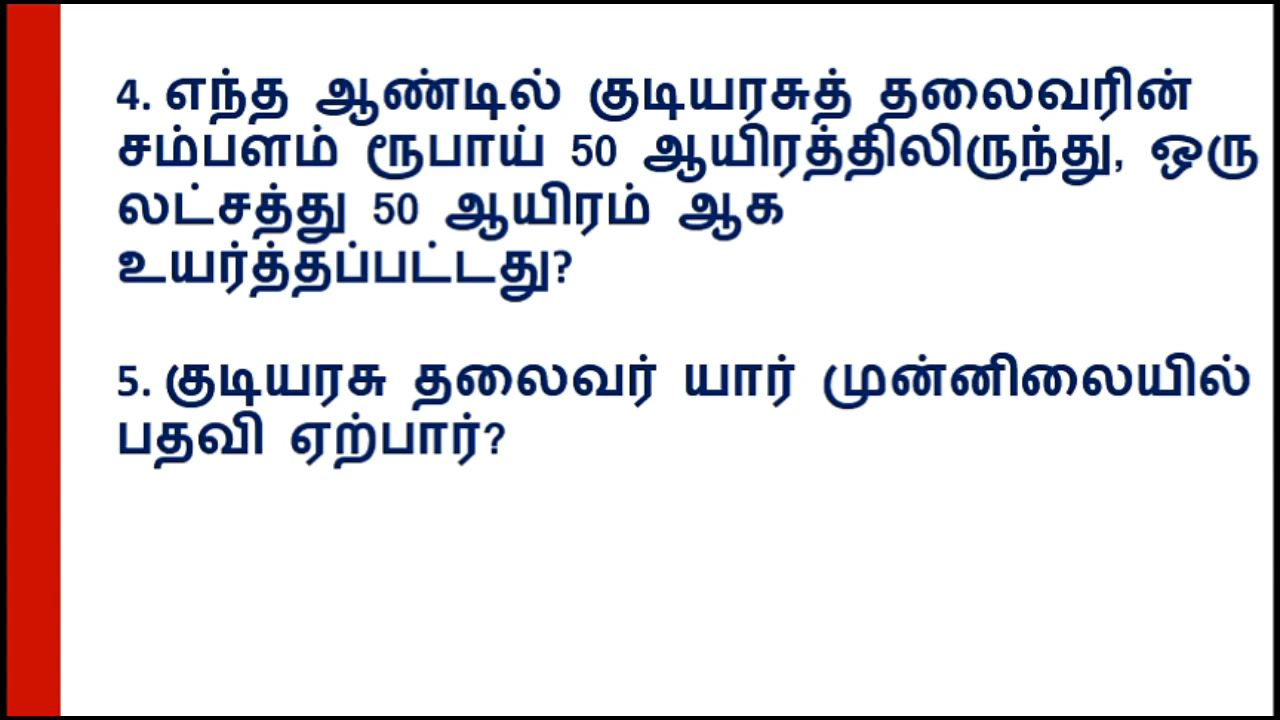 4. எந்த ஆண்டில் குடியரசுத் தலைவரின்
சம்பளம் ரூபாய் 50 ஆயிரத்திலிருந்து, ஒரு
லட்சத்து 50 ஆயிரம் ஆக
உயர்த்தப்பட்டது?
5. குடியரசு தலைவர் யார் முன்னிலையில்
பதவி ஏற்பார்?